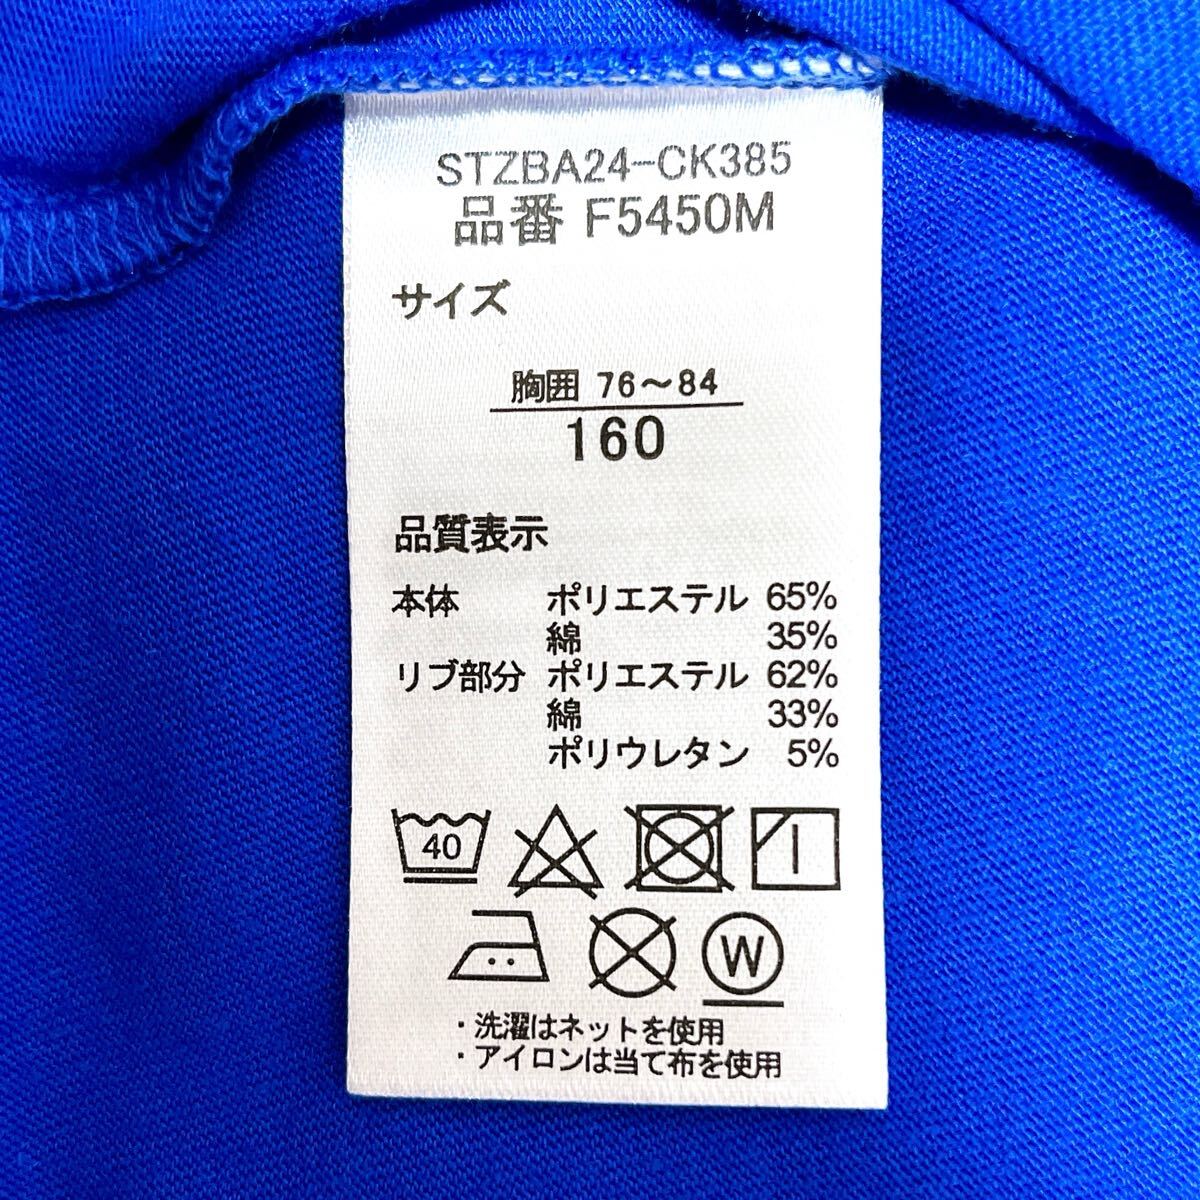 STZBA24-CK385
品番 F5450M
サイズ
胸囲 76～84
160
品質表示
本体 ポリエステル 65%
綿 35%
リブ部分 ポリエステル 62%
綿 33%
ポリウレタン 5%
40
W
・洗濯はネットを使用
・アイロンは当て布を使用